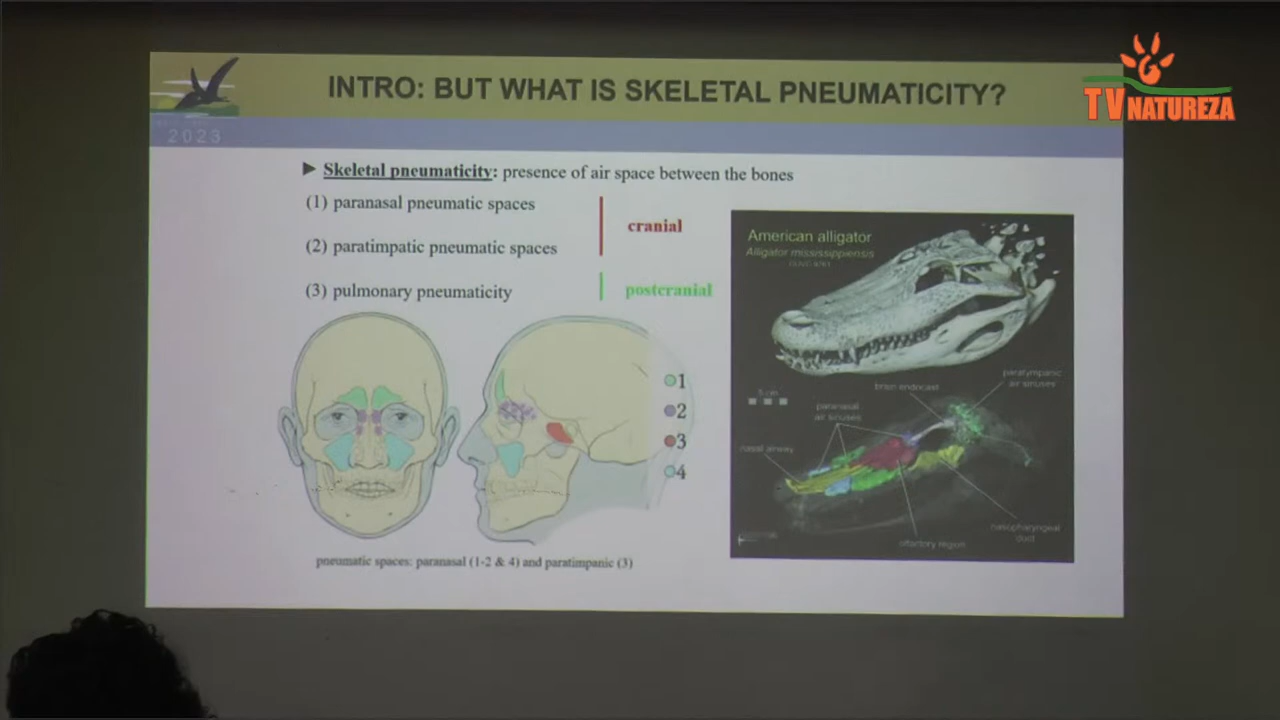 INTRO: BUT WHAT IS SKELETAL PNEUMATICITY?
TV NATUREZA
2023
► Skeletal pneumaticity: presence of air space between the bones
(1) paranasal pneumatic spaces
cranial
(2) paratimpatic pneumatic spaces
(3) pulmonary pneumaticity
postcranial
American alligator
Alligator mississippiensis
1
2
3
4
5 cm
brain endocast
paratympanic
air sinuses
paranasal
air sinuses
nasal airway
nasopharyngeal
duct
olfactory region
pneumatic spaces: paranasal (1-2 & 4) and paratimpanic (3)